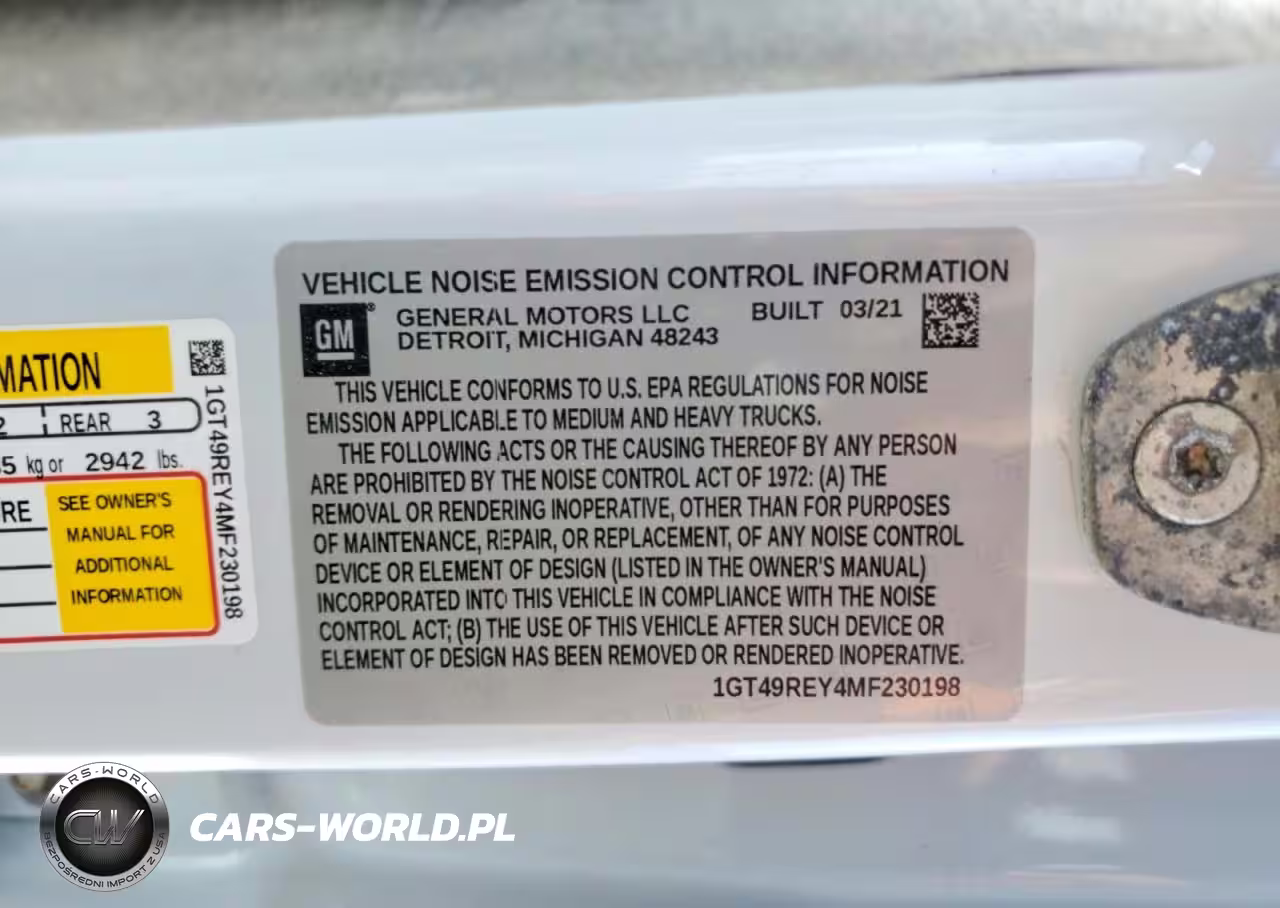 MATION
2 REAR 3
5 kg or 2942 lbs.
RE
SEE OWNER'S
MANUAL FOR
ADDITIONAL
INFORMATION
1GT49REY4MF230198
VEHICLE NOISE EMISSION CONTROL INFORMATION
GM ®
GENERAL MOTORS LLC BUILT 03/21
DETROIT, MICHIGAN 48243
THIS VEHICLE CONFORMS TO U.S. EPA REGULATIONS FOR NOISE
EMISSION APPLICABLE TO MEDIUM AND HEAVY TRUCKS.
THE FOLLOWING ACTS OR THE CAUSING THEREOF BY ANY PERSON
ARE PROHIBITED BY THE NOISE CONTROL ACT OF 1972: (A) THE
REMOVAL OR RENDERING INOPERATIVE, OTHER THAN FOR PURPOSES
OF MAINTENANCE, REPAIR, OR REPLACEMENT, OF ANY NOISE CONTROL
DEVICE OR ELEMENT OF DESIGN (LISTED IN THE OWNER'S MANUAL)
INCORPORATED INTO THIS VEHICLE IN COMPLIANCE WITH THE NOISE
CONTROL ACT; (B) THE USE OF THIS VEHICLE AFTER SUCH DEVICE OR
ELEMENT OF DESIGN HAS BEEN REMOVED OR RENDERED INOPERATIVE.
1GT49REY4MF230198
CARS-WORLD
CW
BEZPOŚREDNI IMPORT Z USA
CARS-WORLD.PL